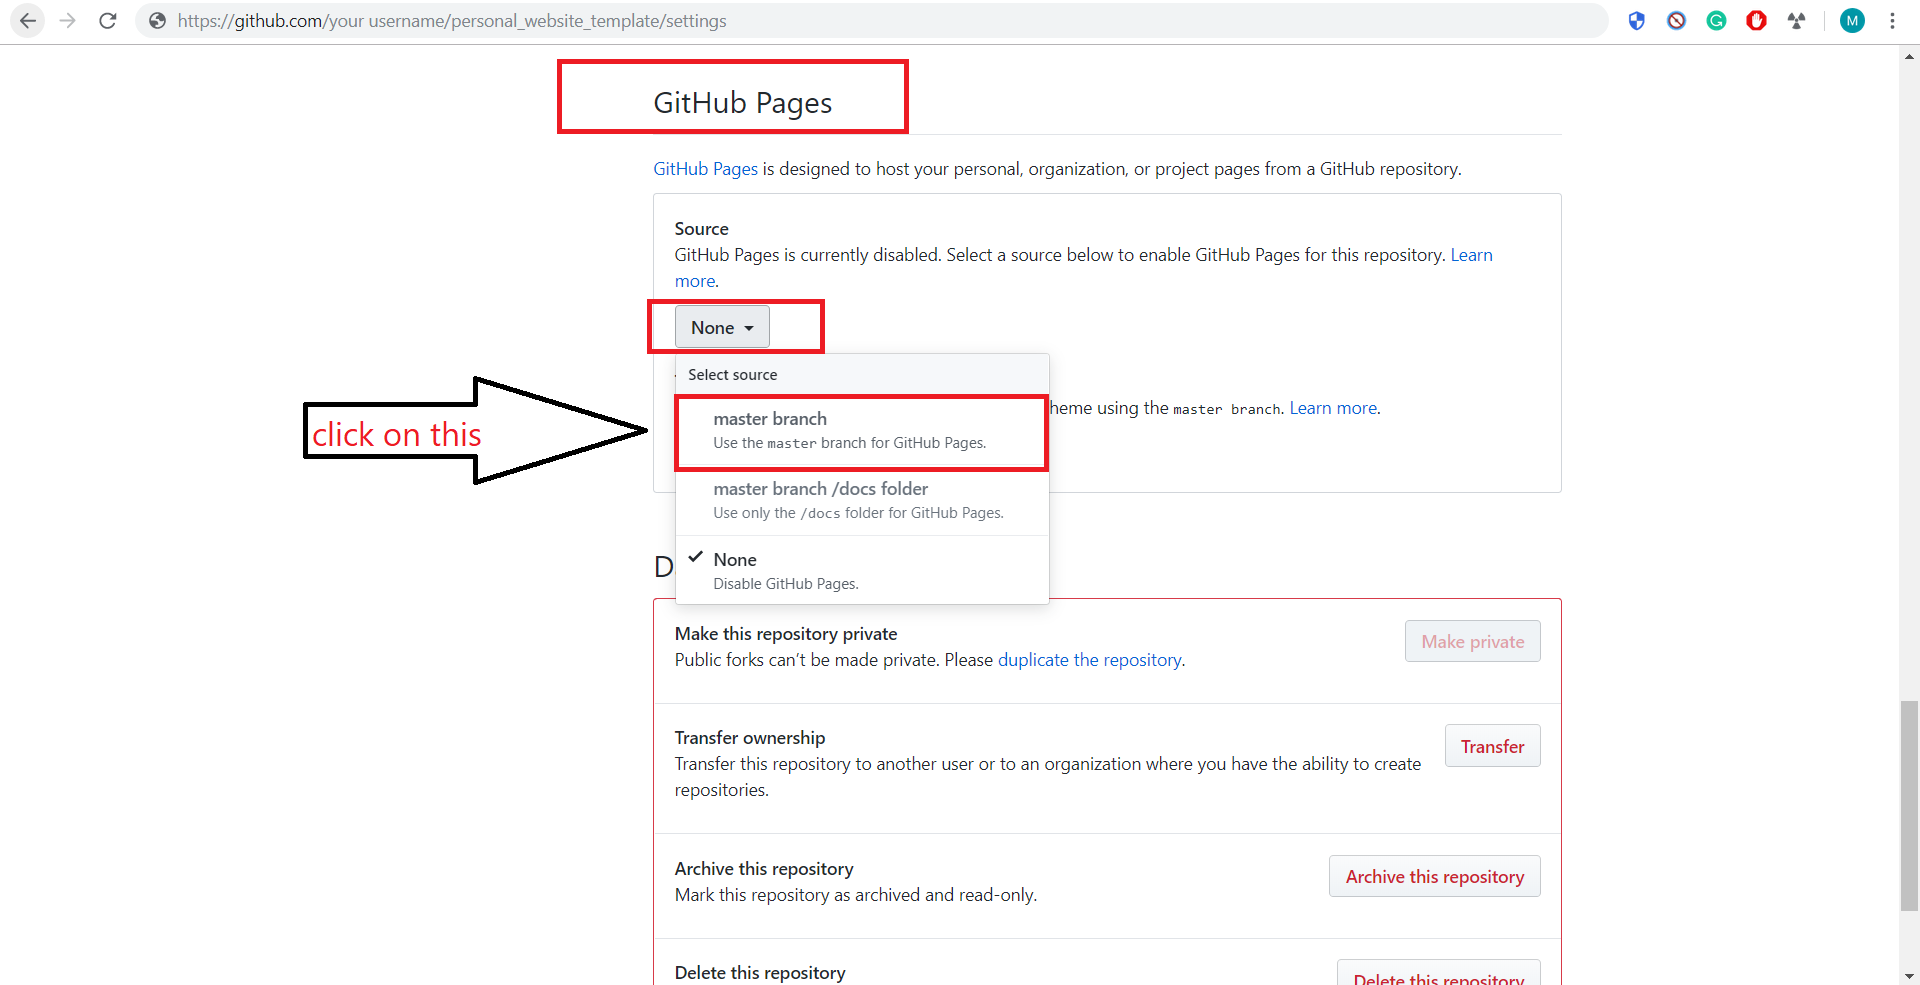 https://github.com/your username/personal_website_template/settings
M
GitHub Pages
GitHub Pages is designed to host your personal, organization, or project pages from a GitHub repository.
Source
GitHub Pages is currently disabled. Select a source below to enable GitHub Pages for this repository. Learn
more.
None
Select source
master branch
heme using the master branch. Learn more.
click on this
Use the master branch for GitHub Pages.
master branch /docs folder
Use only the /docs folder for GitHub Pages.
None
D
Disable GitHub Pages.
Make this repository private
Make private
Public forks can't be made private. Please duplicate the repository.
Transfer ownership
Transfer
Transfer this repository to another user or to an organization where you have the ability to create
repositories.
Archive this repository
Archive this repository
Mark this repository as archived and read-only.
Delete this repository
Delete this repository